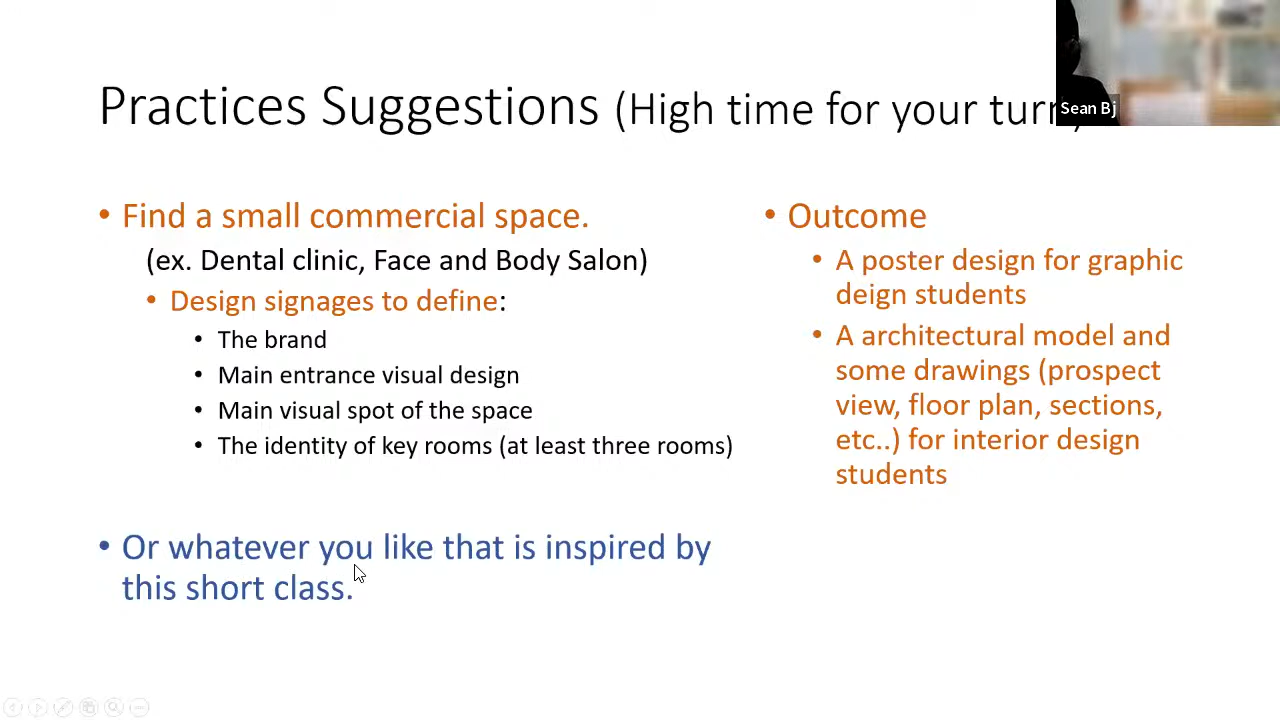 Practices Suggestions (High time for your turn)
Sean Bj
• Find a small commercial space.
(ex. Dental clinic, Face and Body Salon)
• Design signages to define:
• The brand
• Main entrance visual design
• Main visual spot of the space
• The identity of key rooms (at least three rooms)
• Or whatever you like that is inspired by
this short class.
• Outcome
• A poster design for graphic
deign students
• A architectural model and
some drawings (prospect
view, floor plan, sections,
etc..) for interior design
students